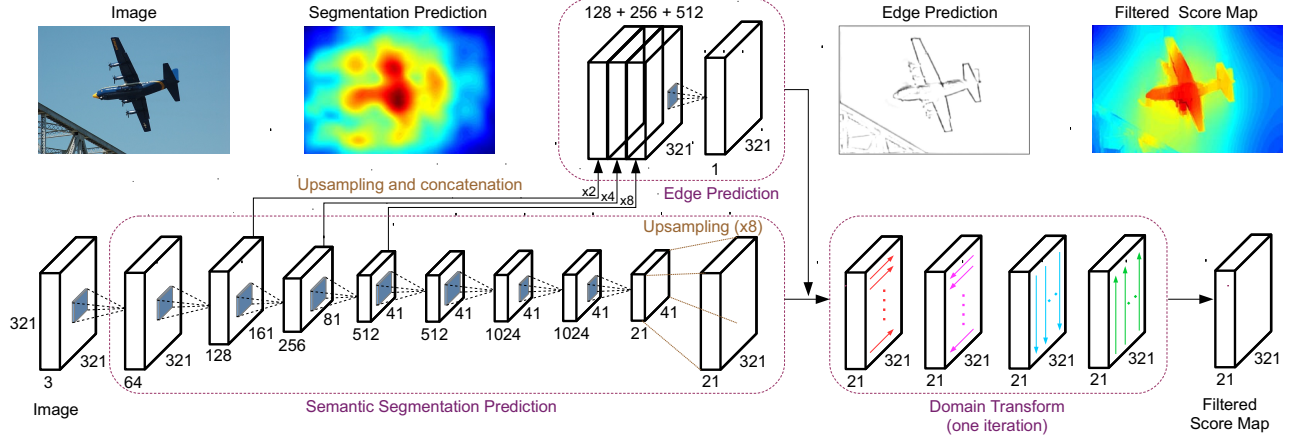 Image
Segmentation Prediction
128 + 256 + 512
Edge Prediction
Filtered Score Map
321
321
1
Upsampling and concatenation
x2
x4
x8
Edge Prediction
Upsampling (x8)
321
321
3
Image
321
64
161
128
81
256
41
512
41
512
41
1024
41
1024
41
21
321
21
Semantic Segmentation Prediction
321
21
321
21
321
21
321
21
Domain Transform
(one iteration)
321
21
Filtered
Score Map